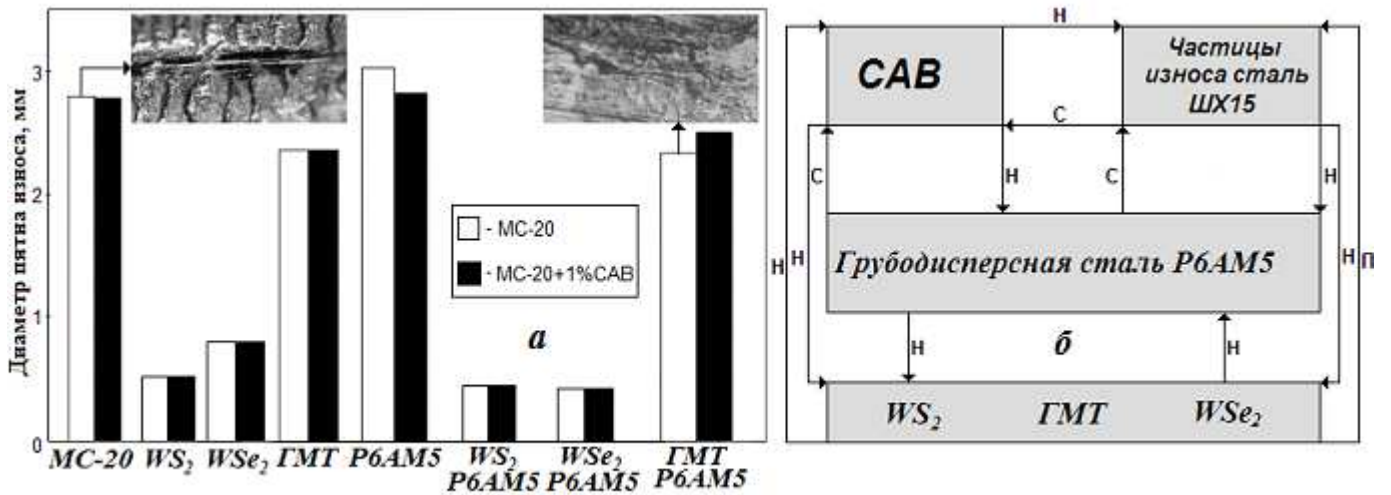 Диаметр пятна износа, мм
3
2
1
0
- МС-20
- МС-20+1%САВ
а
МС-20
WS2
WSe2
ГМТ
Р6АМ5
WS2
Р6АМ5
WSe2
Р6АМ5
ГМТ
Р6АМ5
Н
САВ
Частицы
износа сталь
ШХ15
С
С
Н
С
Н
Н
Н
Н
П
Грубодисперсная сталь Р6АМ5
Н
б
Н
WS2
ГМТ
WSe2